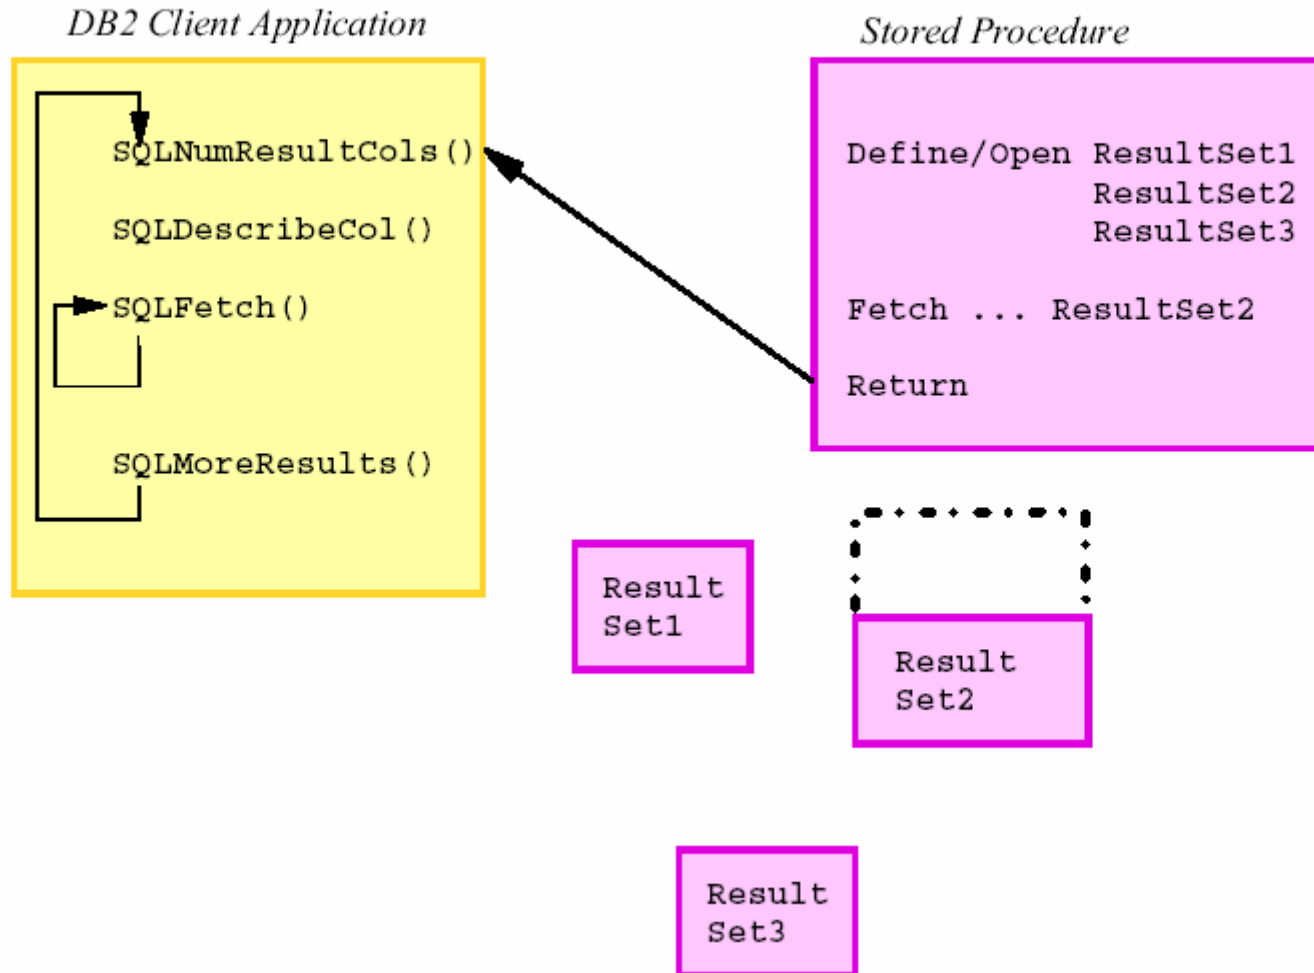 DB2 Client Application
SQLNumResultCols()
SQLDescribeCol()
SQLFetch()
SQLMoreResults()
Stored Procedure
Define/Open ResultSet1
ResultSet2
ResultSet3
Fetch ... ResultSet2
Return
Result
Set1
Result
Set2
Result
Set3